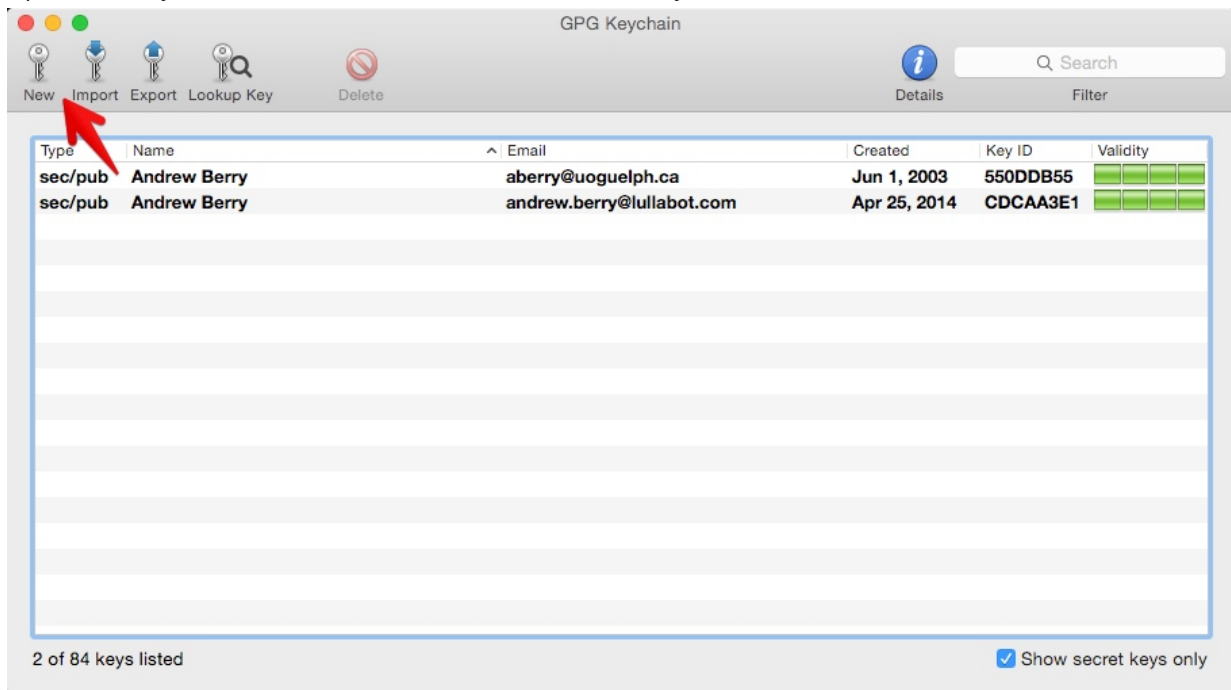 GPG Keychain
New Import Export Lookup Key Delete Details Search
Filter
Type Name Email Created Key ID Validity
sec/pub Andrew Berry aberry@uoguelph.ca Jun 1, 2003 550DDB55
sec/pub Andrew Berry andrew.berry@lullabot.com Apr 25, 2014 CDCAA3E1
2 of 84 keys listed Show secret keys only